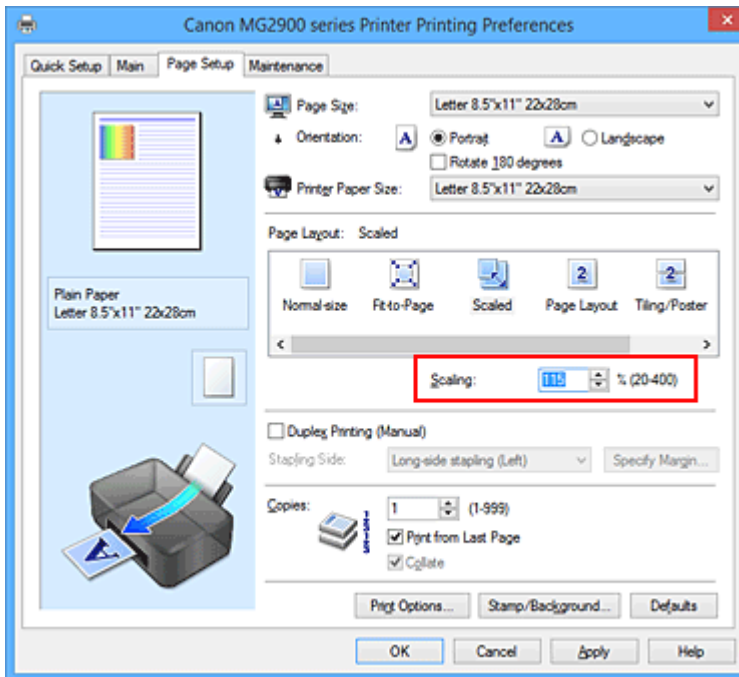 Canon MG2900 series Printer Printing Preferences
Quick Setup Main Page Setup Maintenance
Page Size: Letter 8.5"x11" 22x28cm
Orientation: A Portrait A Landscape
Rotate 180 degrees
Printer Paper Size: Letter 8.5"x11" 22x28cm
Page Layout: Scaled
Normal-size Fit-to-Page Scaled Page Layout Tiling/Poster
Plain Paper
Letter 8.5"x11" 22x28cm
Scaling: 115 % (20-400)
Duplex Printing (Manual)
Stapling Side: Long-side stapling (Left) Specify Margin...
Copies: 1 (1-999)
Print from Last Page
Collate
Print Options... Stamp/Background... Defaults
OK Cancel Apply Help